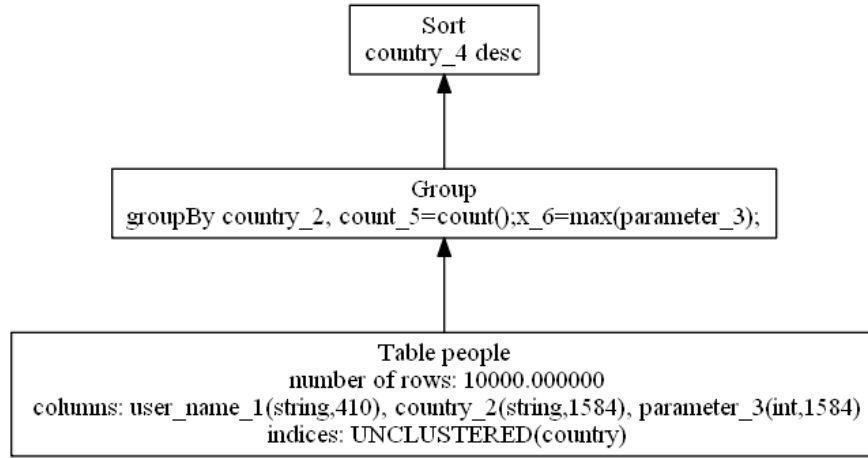 Sort
country_4 desc
Group
groupBy country_2, count_5=count();x_6=max(parameter_3);
Table people
number of rows: 10000.000000
columns: user_name_1(string,410), country_2(string,1584), parameter_3(int,1584)
indices: UNCLUSTERED(country)